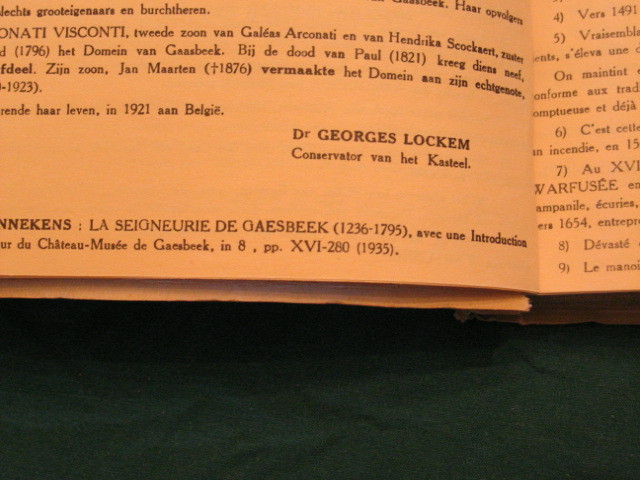 slechts grooteigenaars en burchtheren.
Gaasbeek. Haar opvolgers
ONATI VISCONTI, tweede zoon van Galéas Arconati en van Hendrika Scockaert, zuster
(1796) het Domein van Gaasbeek. Bij de dood van Paul (1821) kreeg diens neef,
fdeel. Zijn zoon, Jan Maarten (†1876) vermaakte het Domein aan zijn echtgenote,
-1923).
rende haar leven, in 1921 aan België.
Dr GEORGES LOCKEM
Conservator van het Kasteel.
NNEKENS : LA SEIGNEURIE DE GAESBEEK (1236-1795), avec une Introduction
ur du Château-Musée de Gaesbeek, in 8 , pp. XVI-280 (1935).
4) Vers 1491
5) Vraisembla
ents, s'éleva une
On maintint
onforme aux trad
omptueuse et déjà
6) C'est cette
un incendie, en 15
7) Au XVI
WARFUSÉE en
ampanile, écuries,
ers 1654, entrepr
8) Dévasté
9) Le manoi